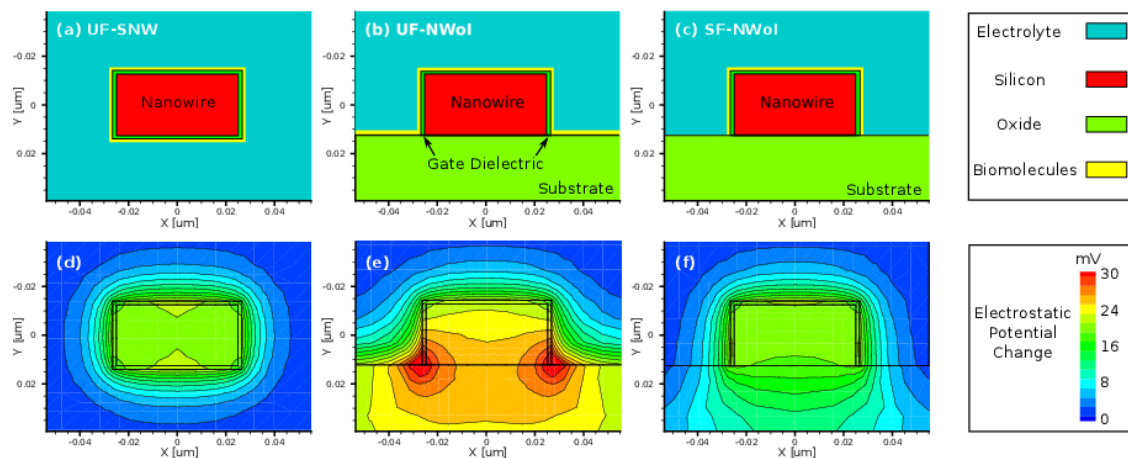 (a) UF-SNW
(b) UF-NWoI
(c) SF-NWoI
Electrolyte
Silicon
Oxide
Biomolecules
Y [um]
-0.02
0
0.02
Nanowire
-0.04 -0.02 0 0.02 0.04
X [um]
Y [um]
-0.02
0
0.02
Nanowire
Gate Dielectric
Substrate
-0.04 -0.02 0 0.02 0.04
X [um]
Y [um]
-0.02
0
0.02
Nanowire
Substrate
-0.04 -0.02 0 0.02 0.04
X [um]
(d)
Y [um]
-0.02
0
0.02
-0.04 -0.02 0 0.02 0.04
X [um]
(e)
Y [um]
-0.02
0
0.02
-0.04 -0.02 0 0.02 0.04
X [um]
(f)
Y [um]
-0.02
0
0.02
-0.04 -0.02 0 0.02 0.04
X [um]
Electrostatic
Potential
Change
mV
30
24
16
8
0